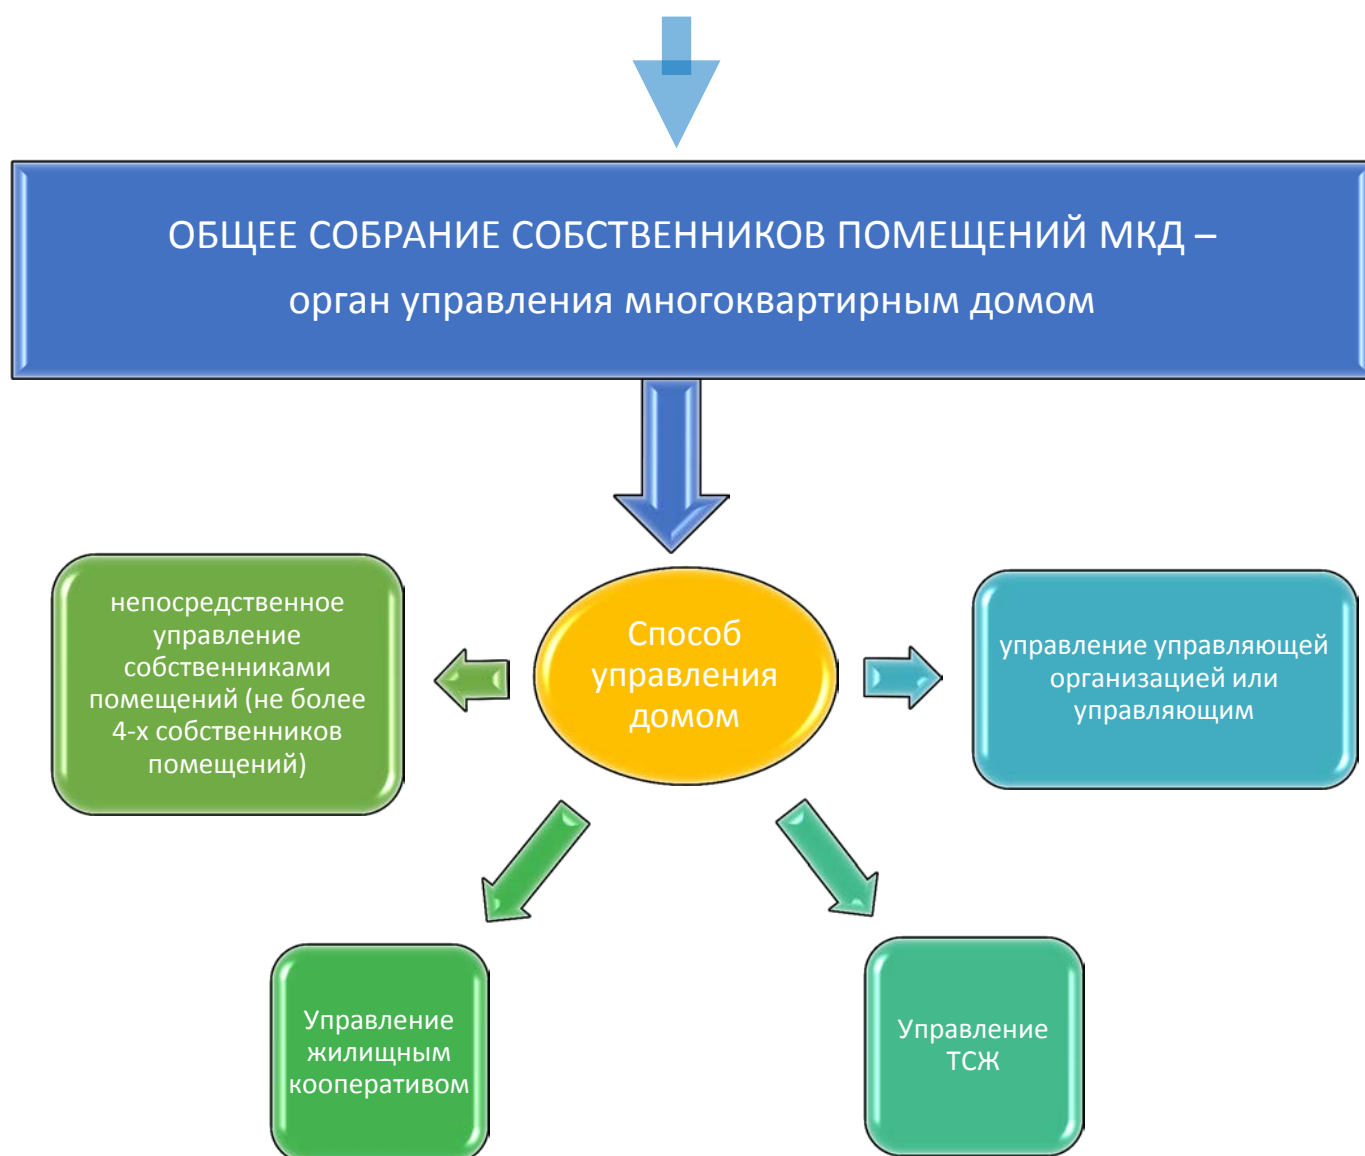 ОБЩЕЕ СОБРАНИЕ СОБСТВЕННИКОВ ПОМЕЩЕНИЙ МКД –
орган управления многоквартирным домом
непосредственное
управление
собственниками
помещений (не более
4-х собственников
помещений)
Способ
управления
домом
управление управляющей
организацией или
управляющим
Управление
жилищным
кооперативом
Управление
ТСЖ